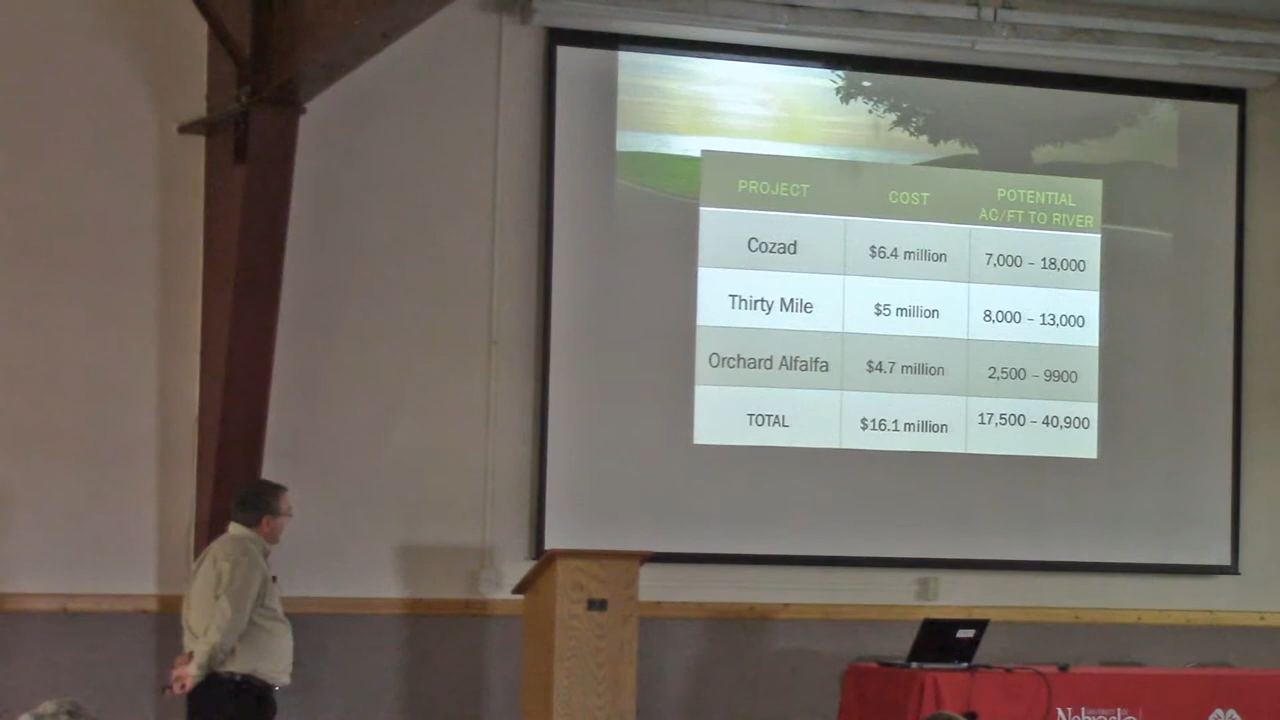 PROJECT COST POTENTIAL
AC/FT TO RIVER
Cozad $6.4 million 7,000 – 18,000
Thirty Mile $5 million 8,000 – 13,000
Orchard Alfalfa $4.7 million 2,500 – 9900
TOTAL $16.1 million 17,500 – 40,900
Nebraska